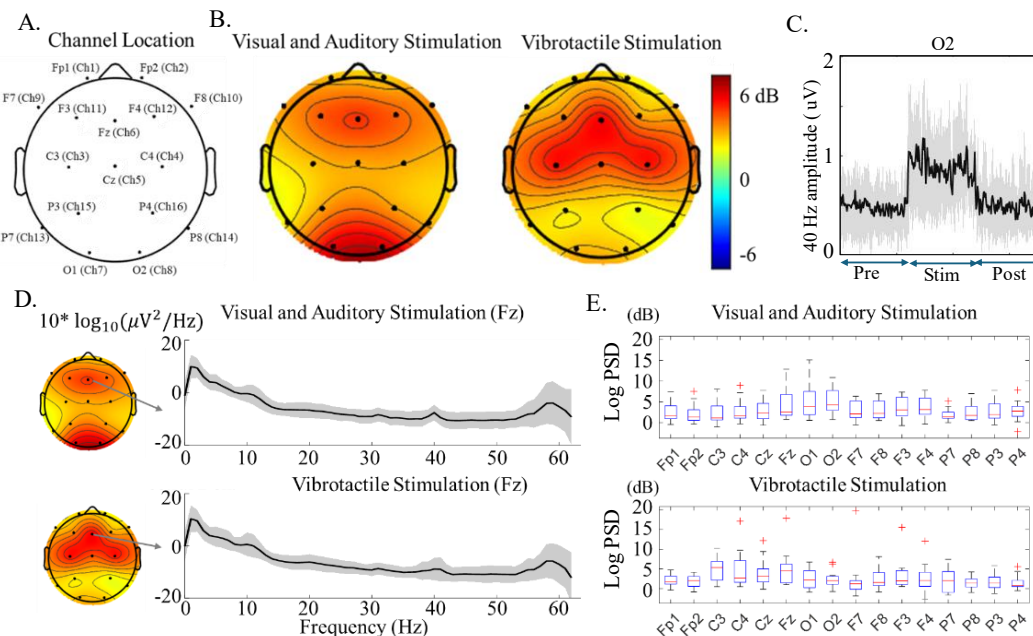 A.
Channel Location
Fp1 (Ch1)
Fp2 (Ch2)
F7 (Ch9)
F8 (Ch10)
F3 (Ch11)
F4 (Ch12)
Fz (Ch6)
C3 (Ch3)
C4 (Ch4)
Cz (Ch5)
P3 (Ch15)
P4 (Ch16)
P7 (Ch13)
P8 (Ch14)
O1 (Ch7)
O2 (Ch8)
B.
Visual and Auditory Stimulation
Vibrotactile Stimulation
6 dB
0
-6
C.
O2
40 Hz amplitude ( uV)
2
1
0
Pre
Stim
Post
D.
10* log10(μV2/Hz)
Visual and Auditory Stimulation (Fz)
20
0
-20
Vibrotactile Stimulation (Fz)
20
0
-20
0 10 20 30 40 50 60
Frequency (Hz)
E.
(dB)
Visual and Auditory Stimulation
Log PSD
20
15
10
5
0
Fp1 Fp2 C3 C4 Cz Fz O1 O2 F7 F8 F3 F4 P7 P8 P3 P4
(dB)
Vibrotactile Stimulation
Log PSD
20
15
10
5
0
Fp1 Fp2 C3 C4 Cz Fz O1 O2 F7 F8 F3 F4 P7 P8 P3 P4